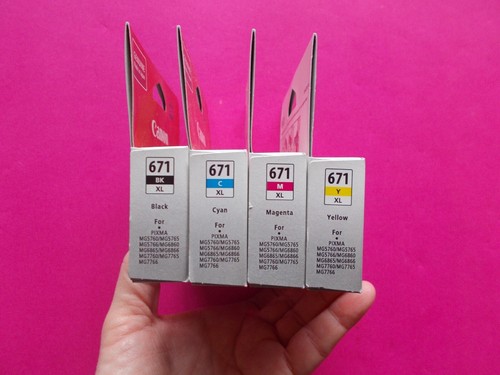 Canon
671
BK
XL
Black
For
PIXMA
MG5760/MG5765
MG5766/MG6860
MG6865/MG6866
MG7760/MG7765
MG7766
671
C
XL
Cyan
For
PIXMA
MG5760/MG5765
MG5766/MG6860
MG6865/MG6866
MG7760/MG7765
MG7766
671
M
XL
Magenta
For
PIXMA
MG5760/MG5765
MG5766/MG6860
MG6865/MG6866
MG7760/MG7765
MG7766
671
Y
XL
Yellow
For
PIXMA
MG5760/MG5765
MG5766/MG6860
MG6865/MG6866
MG7760/MG7765
MG7766